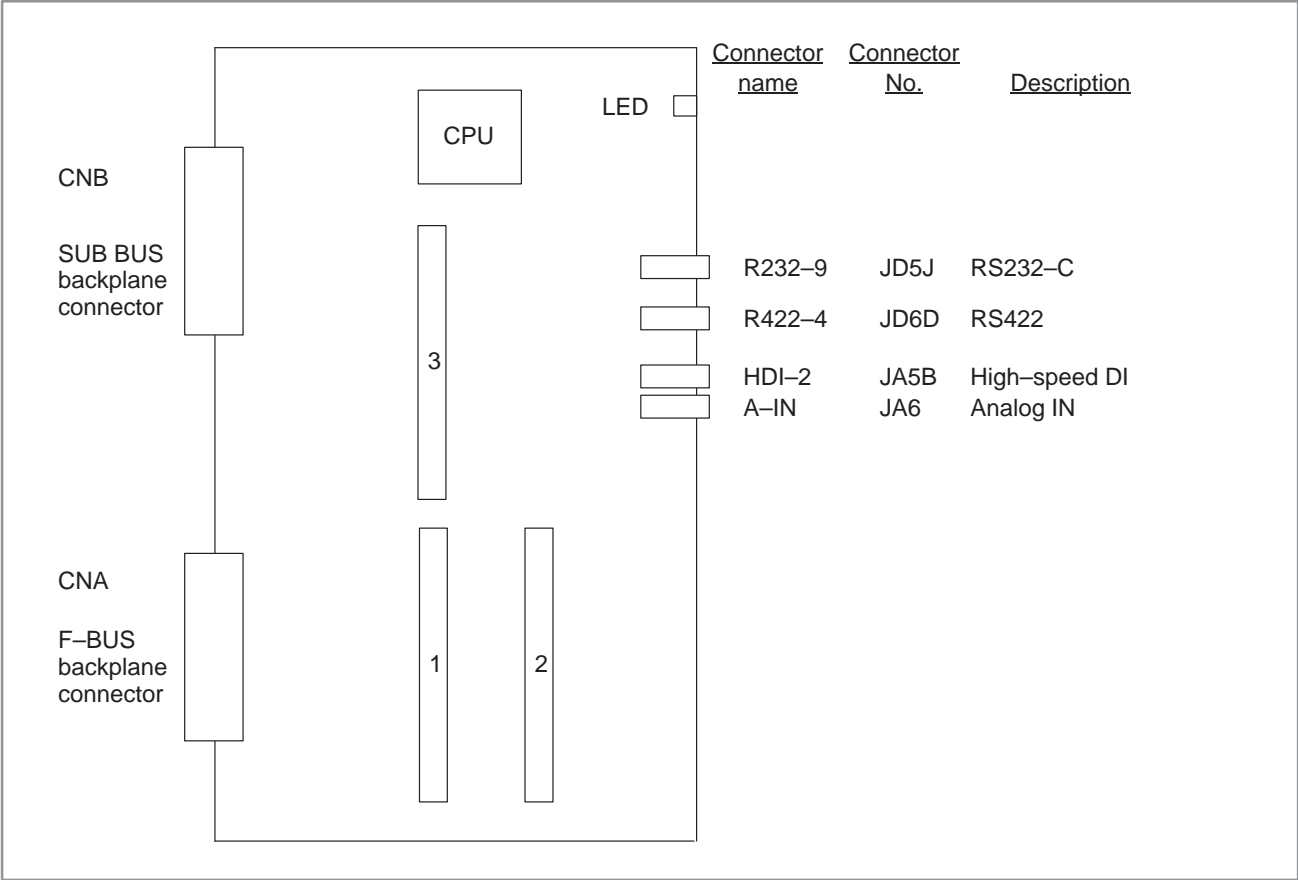 Connector name
Connector No.
Description
LED
CPU
CNB
SUB BUS
backplane
connector
R232–9 JD5J RS232–C
R422–4 JD6D RS422
3
HDI–2 JA5B High–speed DI
A–IN JA6 Analog IN
CNA
F–BUS
backplane
connector
1
2